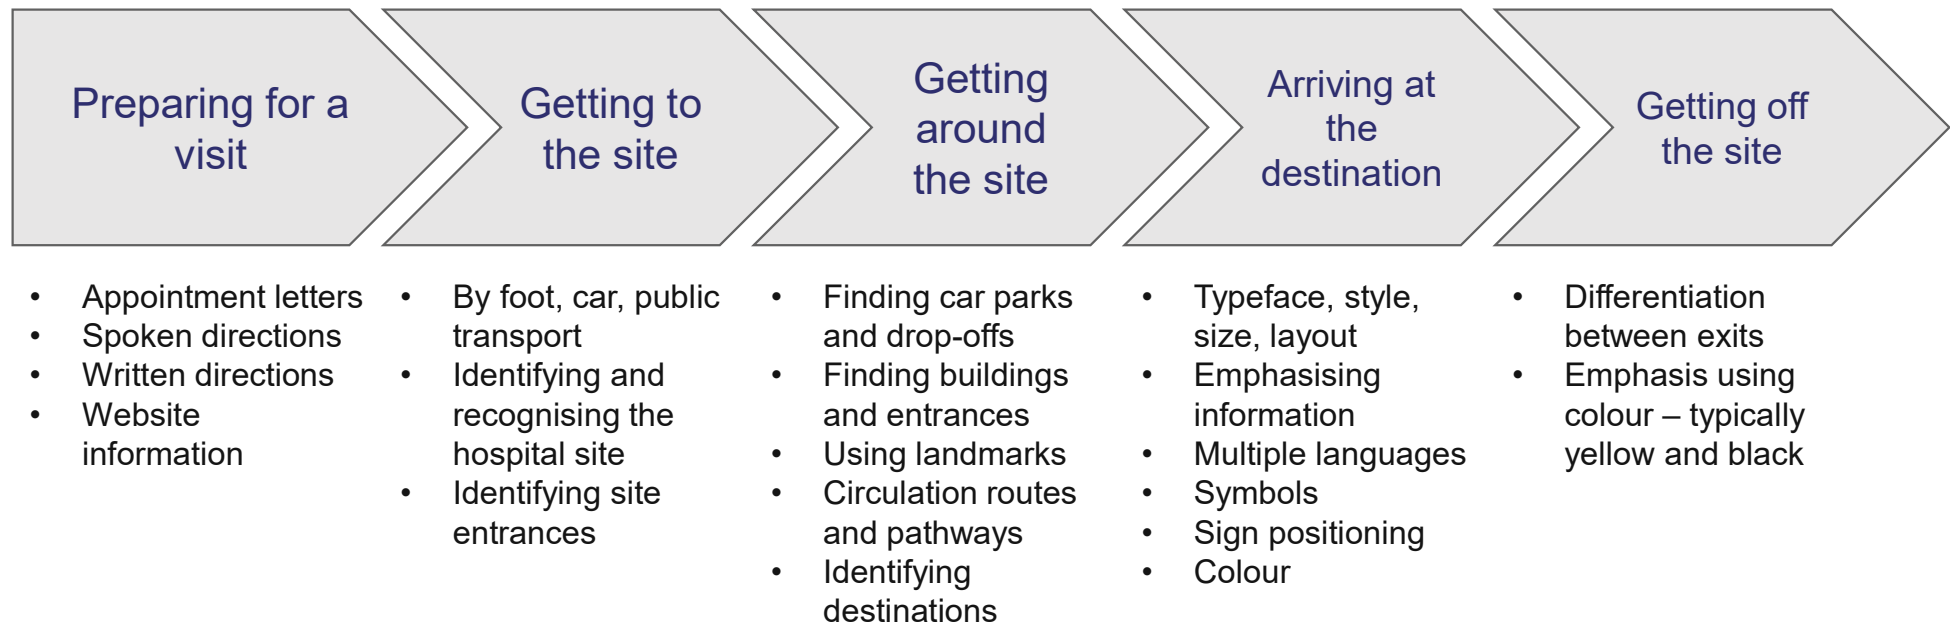 Preparing for a
visit
Getting to
the site
Getting
around
the site
Arriving at
the
destination
Getting off
the site
• Appointment letters
• Spoken directions
• Written directions
• Website
information
• By foot, car, public
transport
• Identifying and
recognising the
hospital site
• Identifying site
entrances
• Finding car parks
and drop-offs
• Finding buildings
and entrances
• Using landmarks
• Circulation routes
and pathways
• Identifying
destinations
• Typeface, style,
size, layout
• Emphasising
information
• Multiple languages
• Symbols
• Sign positioning
• Colour
• Differentiation
between exits
• Emphasis using
colour – typically
yellow and black